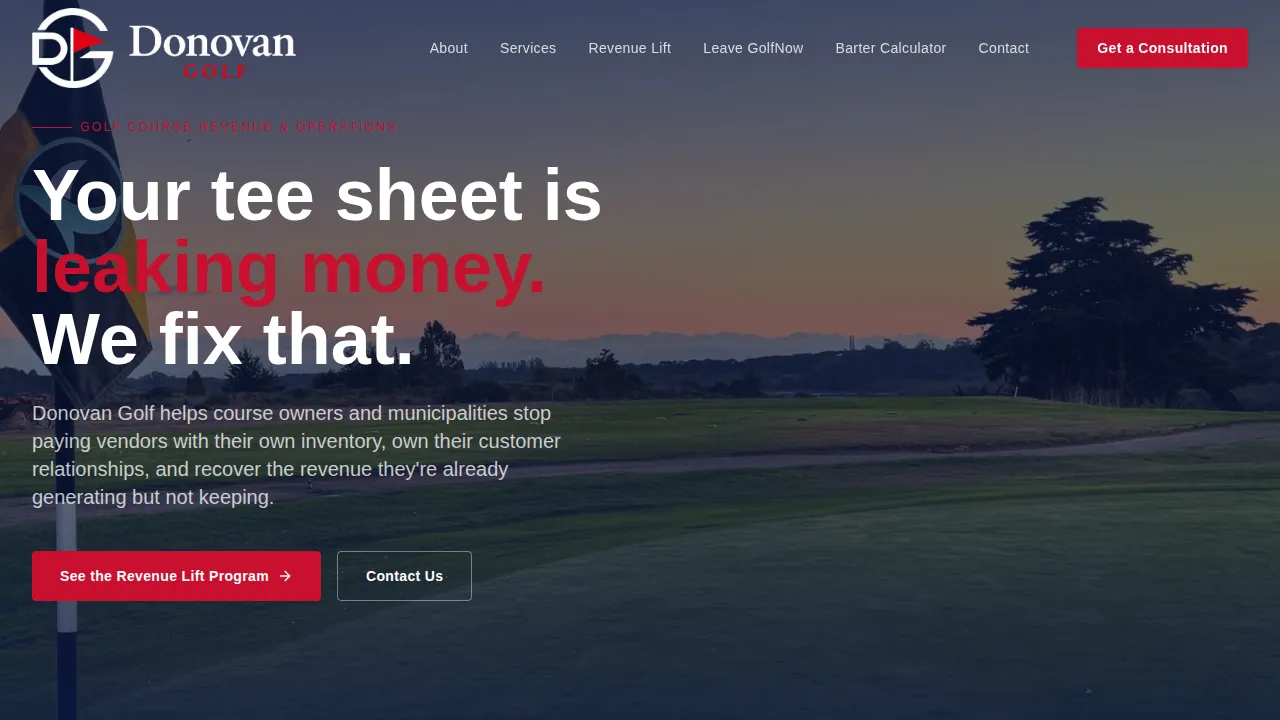 DG Donovan
GOLF
About Services Revenue Lift Leave GolfNow Barter Calculator Contact Get a Consultation
GOLF COURSE REVENUE & OPERATIONS
Your tee sheet is
leaking money.
We fix that.
Donovan Golf helps course owners and municipalities stop
paying vendors with their own inventory, own their customer
relationships, and recover the revenue they're already
generating but not keeping.
See the Revenue Lift Program → Contact Us